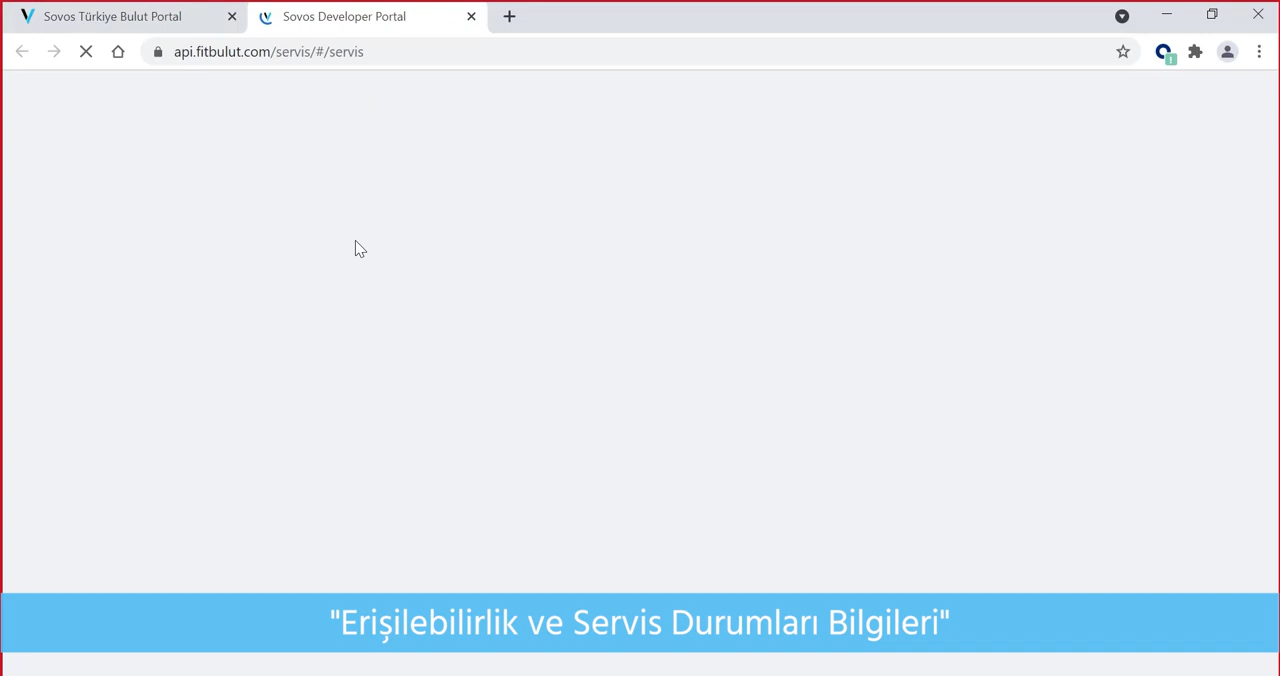 Sovos Türkiye Bulut Portal
Sovos Developer Portal
api.fitbulut.com/servis/#/servis
"Erişilebilirlik ve Servis Durumları Bilgileri"